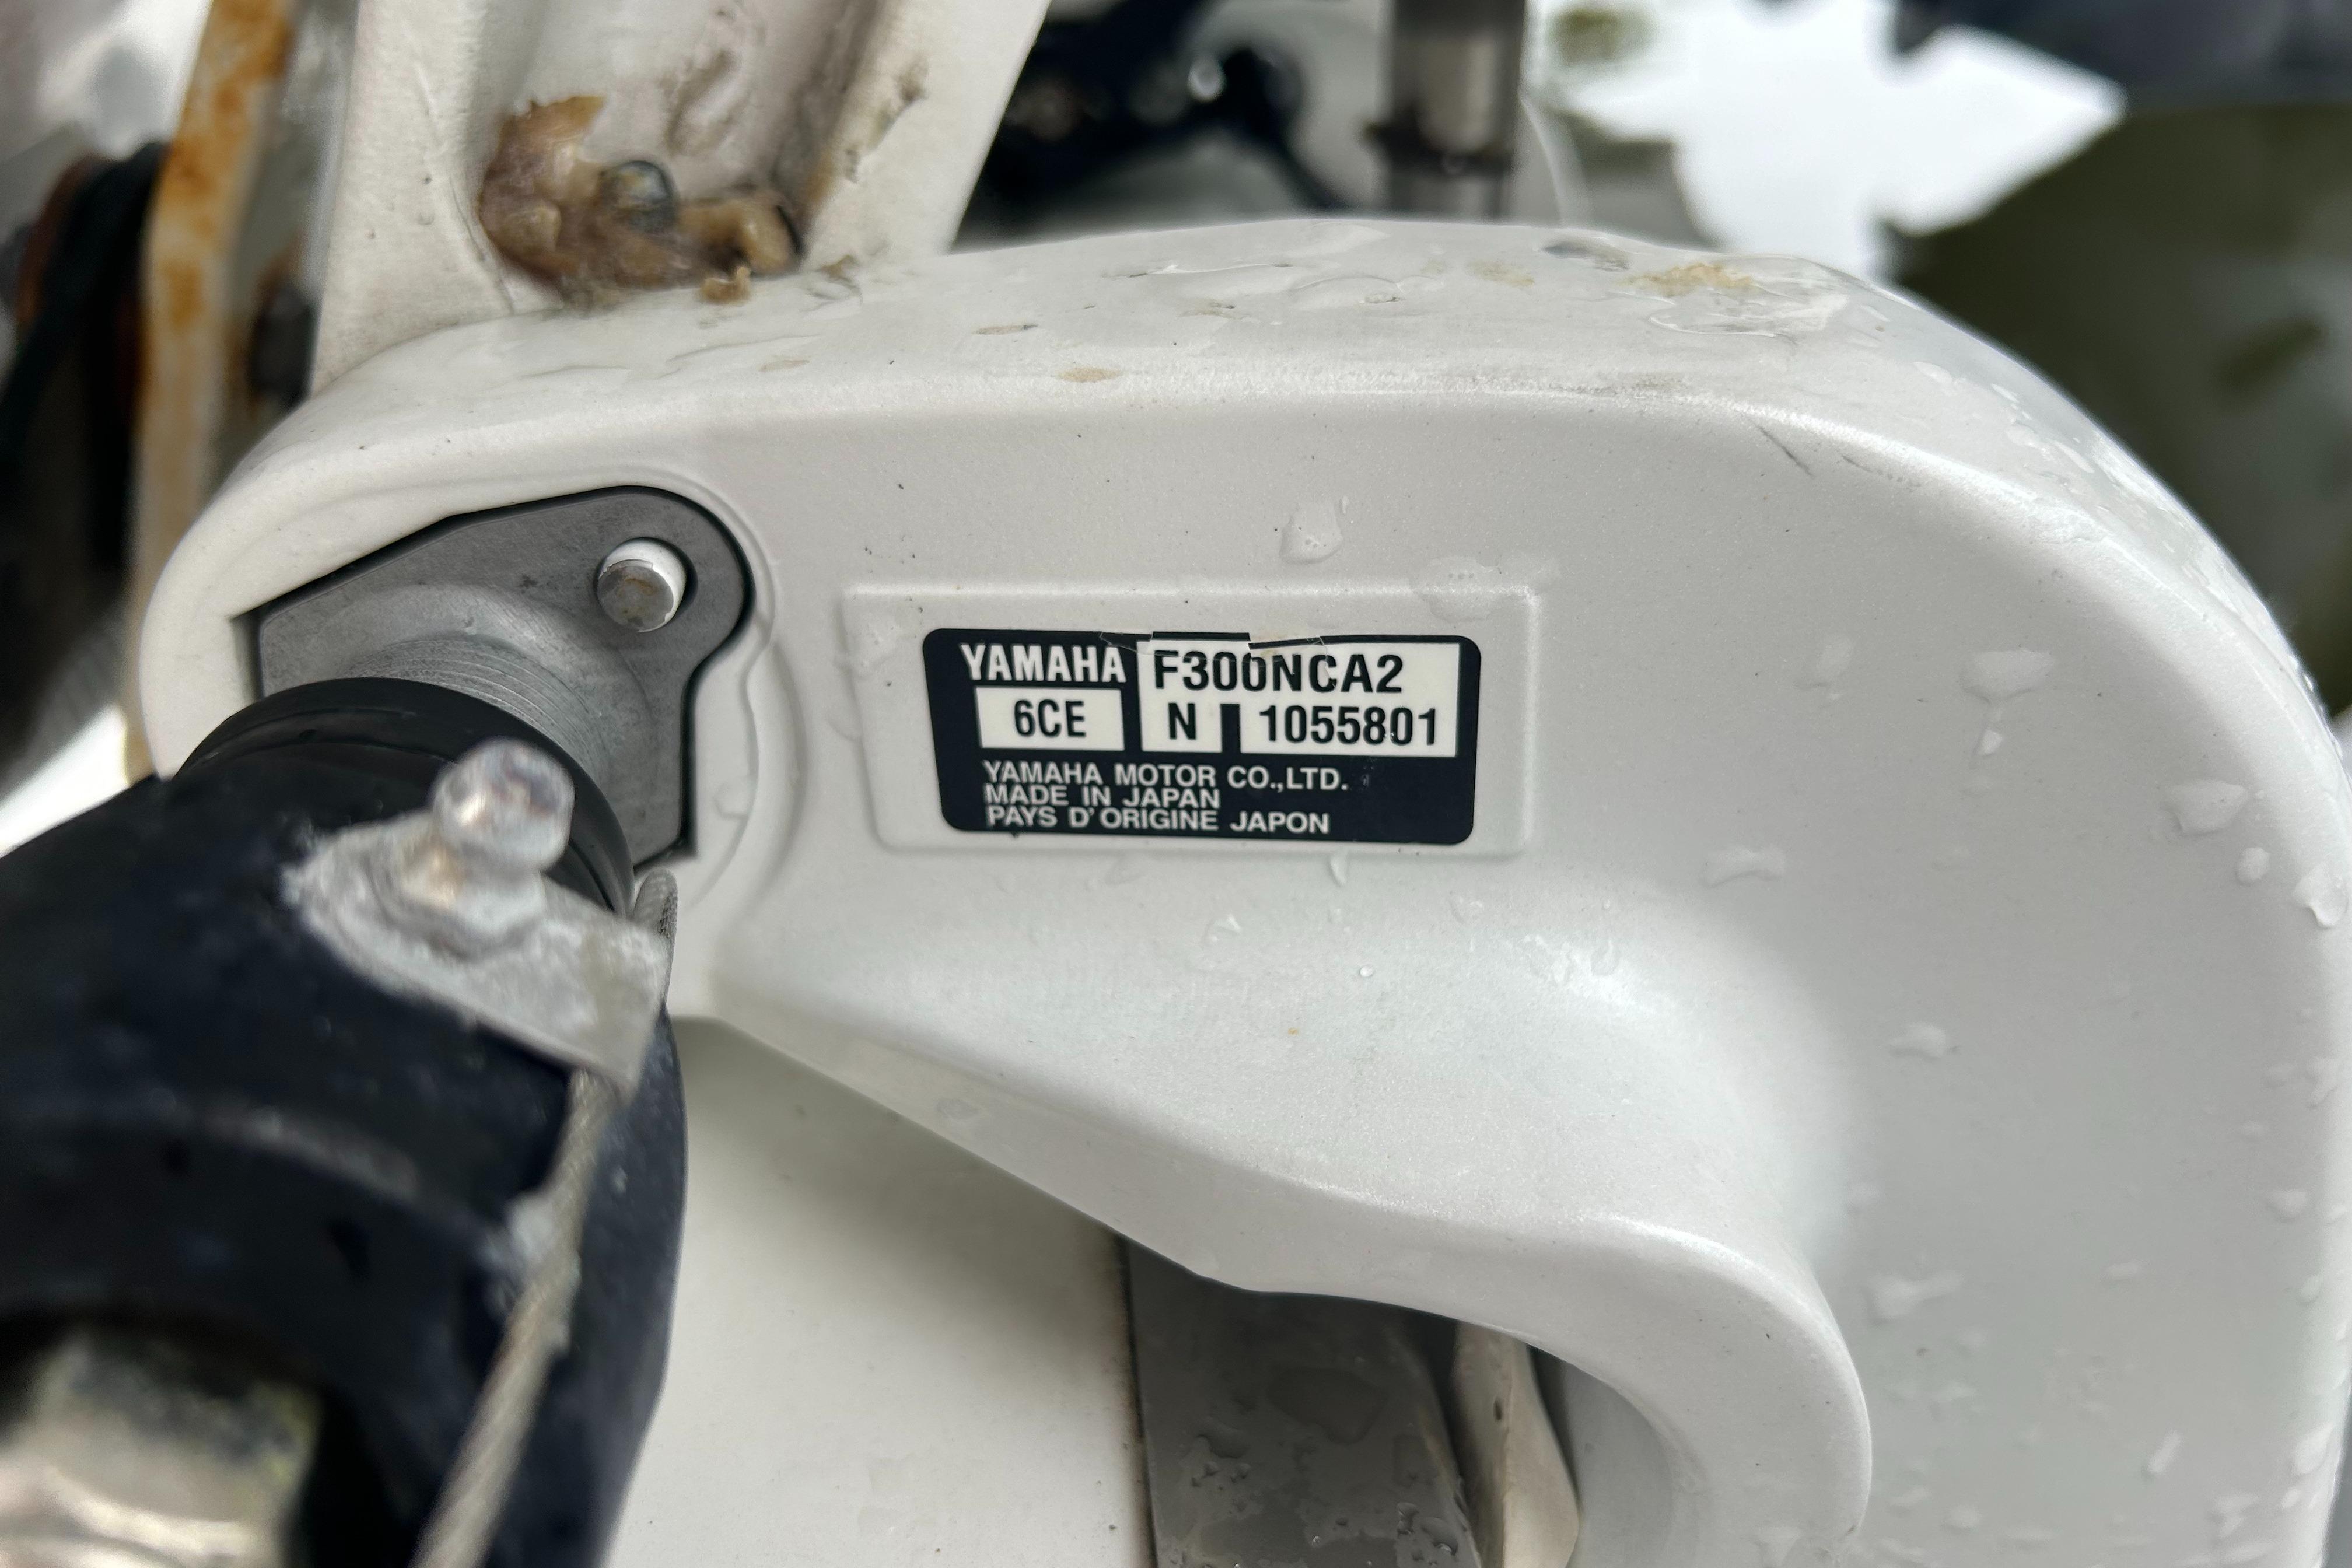 YAMAHA F300NCA2
6CE N 1055801
YAMAHA MOTOR CO.,LTD.
MADE IN JAPAN
PAYS D'ORIGINE JAPON